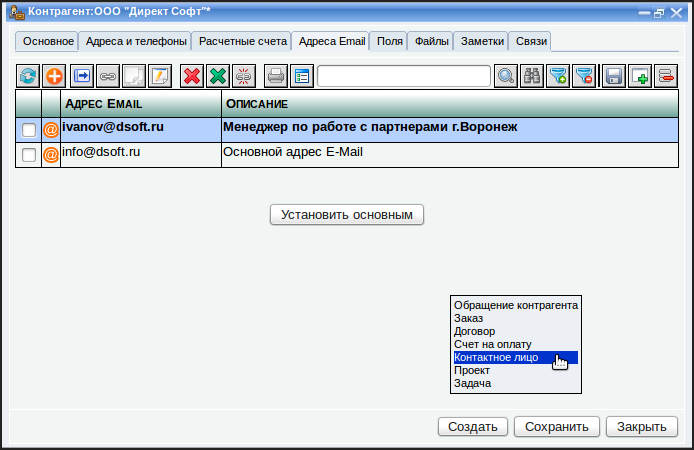 Контрагент:ООО "Директ Софт"*
Основное Адреса и телефоны Расчетные счета Адреса Email Поля Файлы Заметки Связи
Адрес Email Описание
ivanov@dsoft.ru Менеджер по работе с партнерами г.Воронеж
info@dsoft.ru Основной адрес E-Mail
Установить основным
Обращение контрагента
Заказ
Договор
Счет на оплату
Контактное лицо
Проект
Задача
Создать Сохранить Закрыть